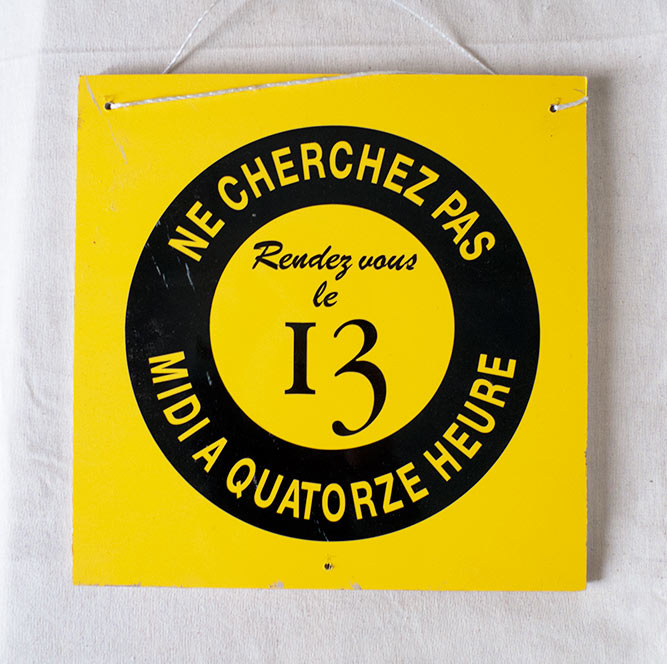 NE CHERCHEZ PAS
Rendez vous
le
13
MIDI A QUATORZE HEURE